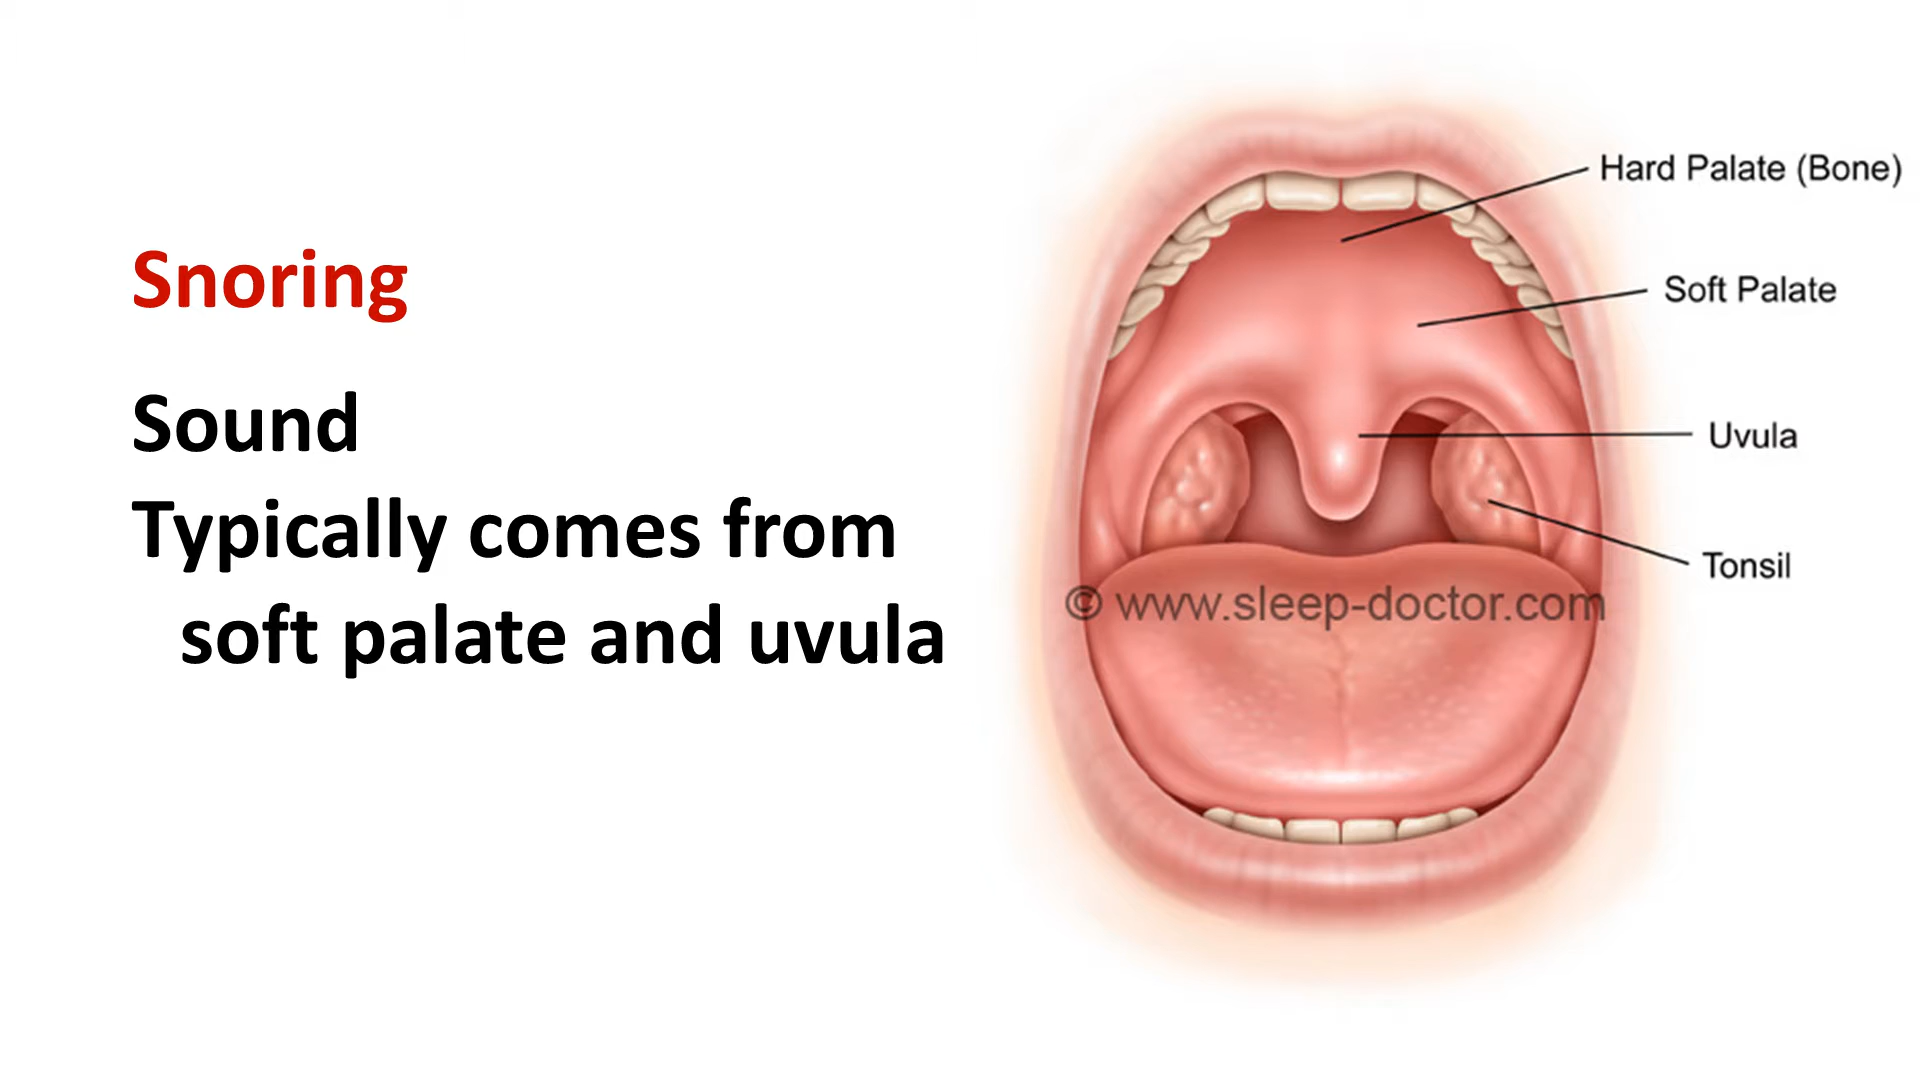 Snoring
Sound
Typically comes from
soft palate and uvula
Hard Palate (Bone)
Soft Palate
Uvula
Tonsil
© www.sleep-doctor.com